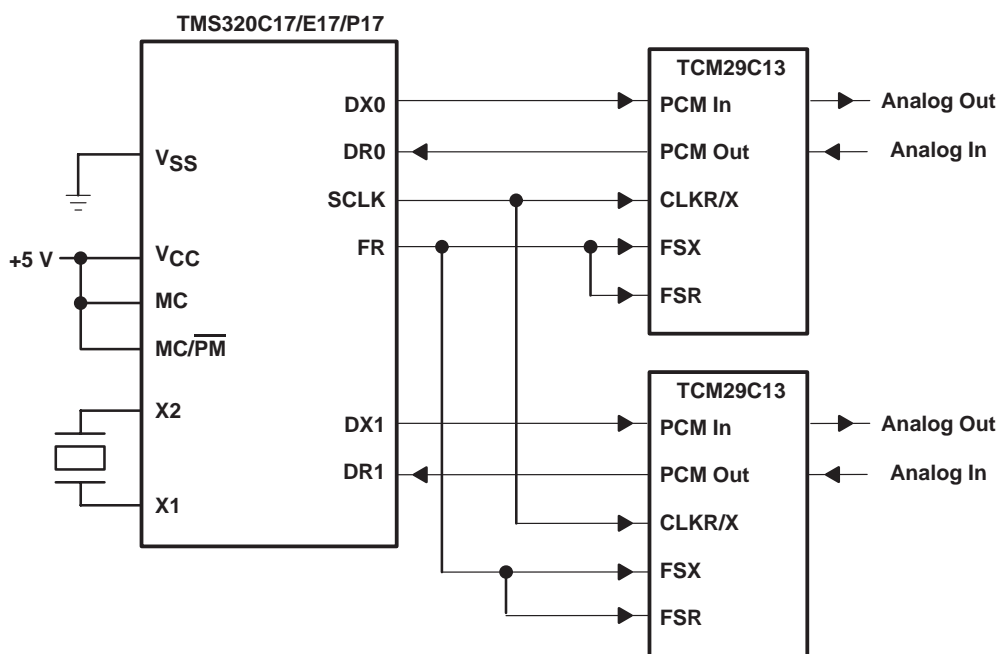 TMS320C17/E17/P17
VSS
+5 V
VCC
MC
MC/PM
X2
X1
DX0
DR0
SCLK
FR
DX1
DR1
TCM29C13
PCM In
PCM Out
CLKR/X
FSX
FSR
Analog Out
Analog In
TCM29C13
PCM In
PCM Out
CLKR/X
FSX
FSR
Analog Out
Analog In